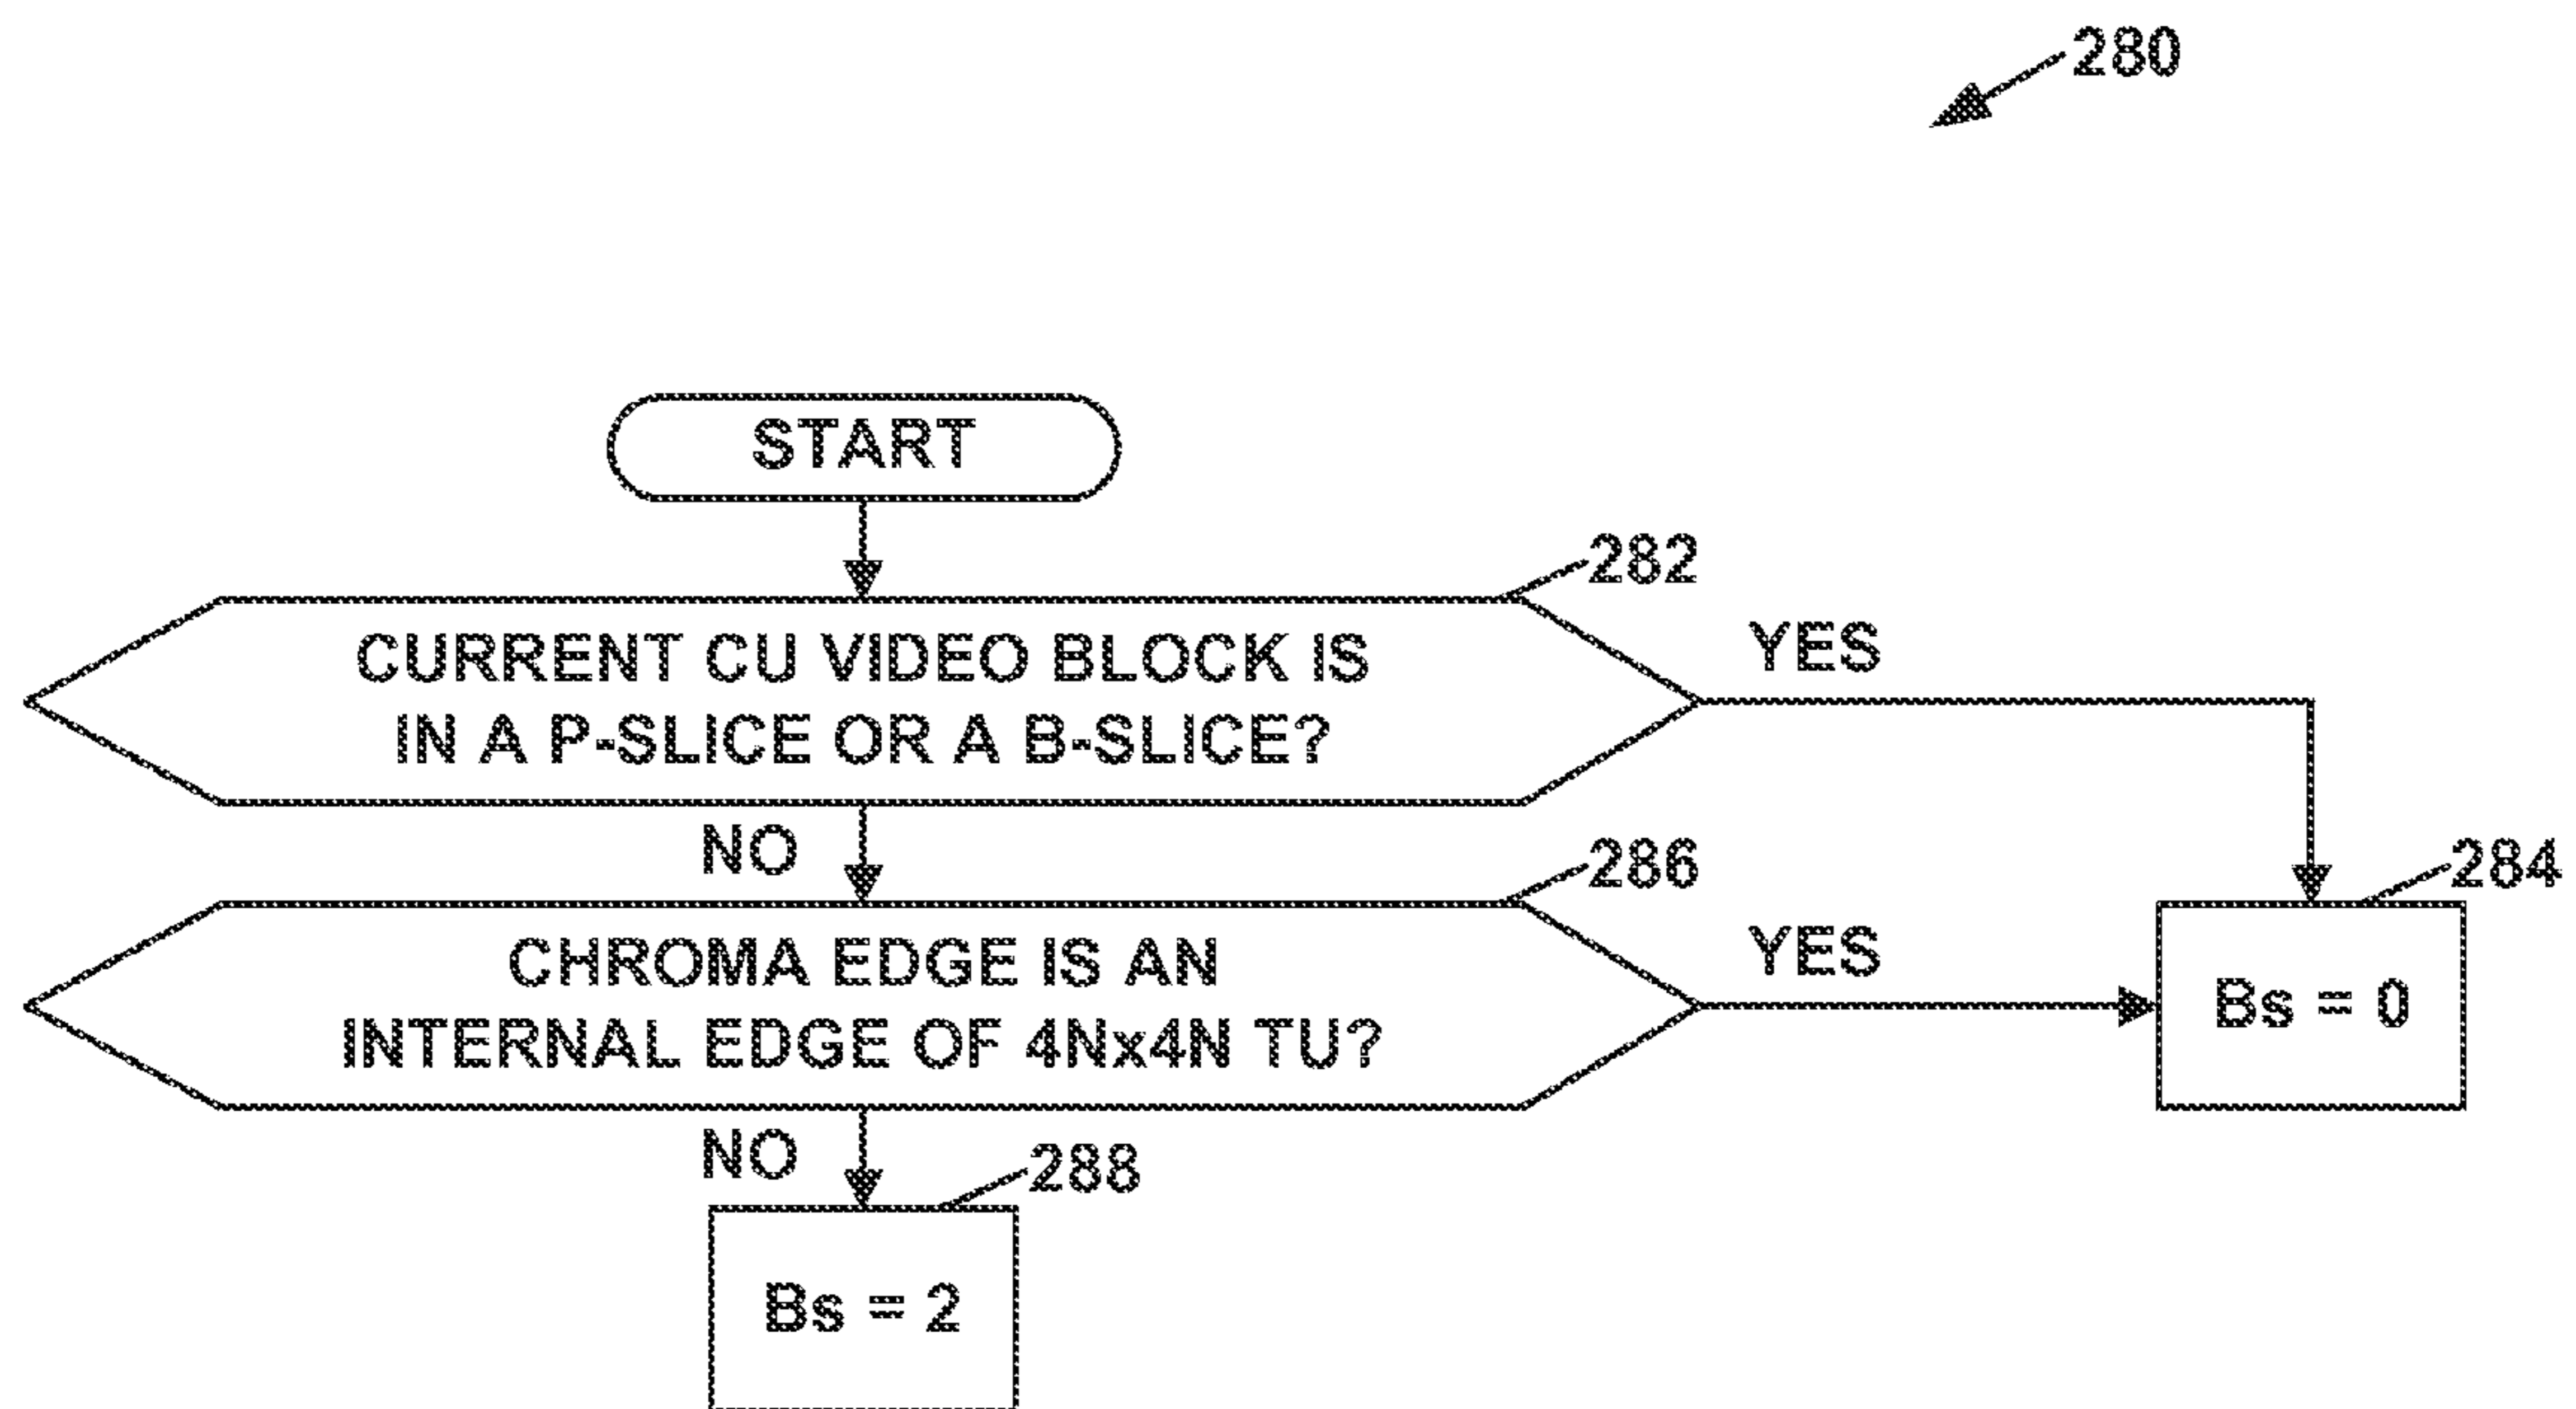 280
START
282
CURRENT CU VIDEO BLOCK IS
IN A P-SLICE OR A B-SLICE?
YES
NO
286
284
CHROMA EDGE IS AN
INTERNAL EDGE OF 4Nx4N TU?
YES
Bs = 0
NO
288
Bs = 2